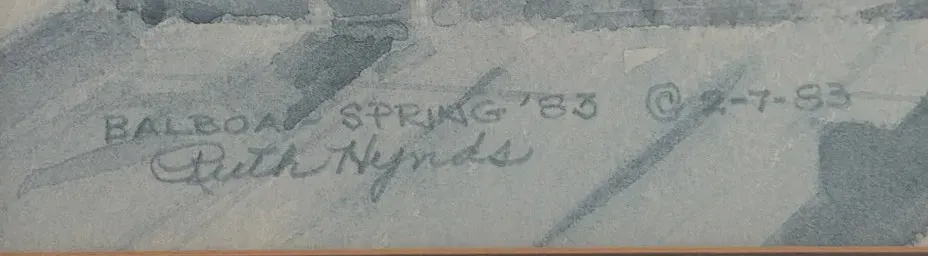 BALBOA - SPRING '83 © 2-7-83
Ruth Hynds